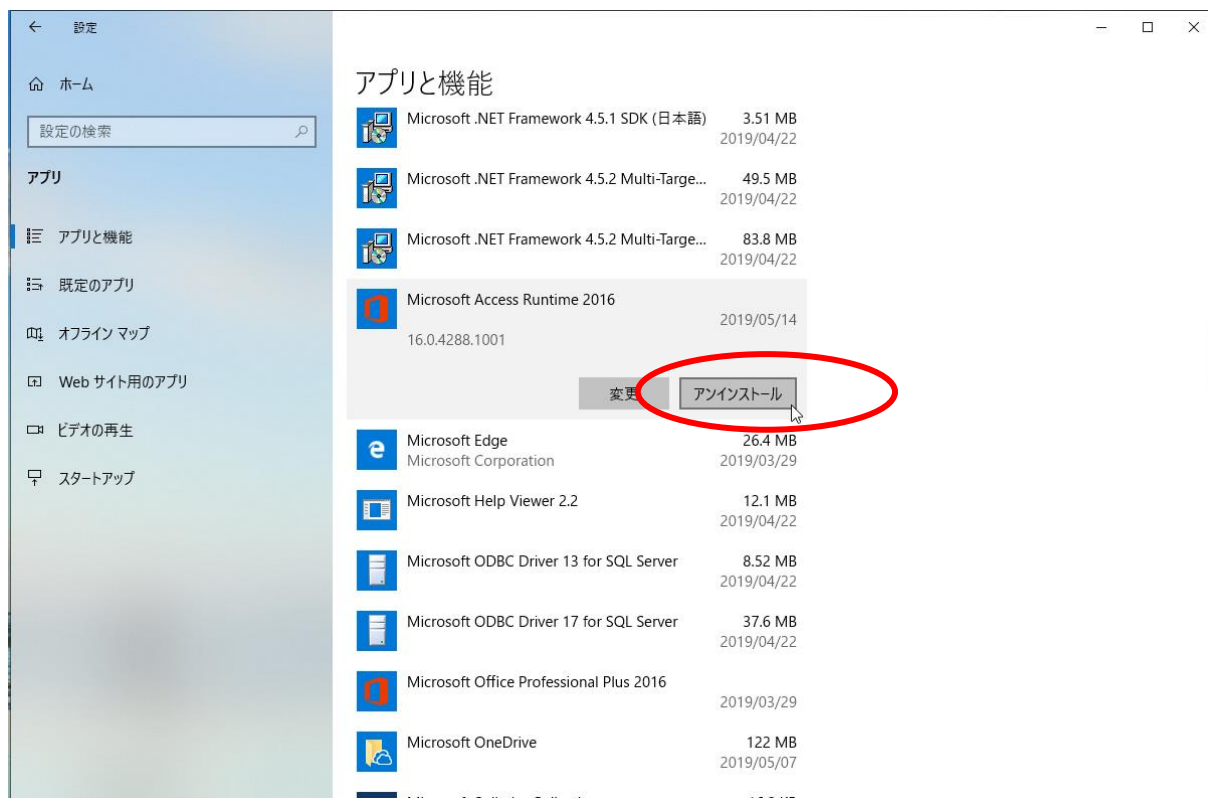 設定
ホーム
設定の検索
アプリ
アプリと機能
既定のアプリ
オフライン マップ
Web サイト用のアプリ
ビデオの再生
スタートアップ
アプリと機能
Microsoft .NET Framework 4.5.1 SDK (日本語) 3.51 MB
2019/04/22
Microsoft .NET Framework 4.5.2 Multi-Targe... 49.5 MB
2019/04/22
Microsoft .NET Framework 4.5.2 Multi-Targe... 83.8 MB
2019/04/22
Microsoft Access Runtime 2016
2019/05/14
16.0.4288.1001
変更 アンインストール
Microsoft Edge 26.4 MB
Microsoft Corporation 2019/03/29
Microsoft Help Viewer 2.2 12.1 MB
2019/04/22
Microsoft ODBC Driver 13 for SQL Server 8.52 MB
2019/04/22
Microsoft ODBC Driver 17 for SQL Server 37.6 MB
2019/04/22
Microsoft Office Professional Plus 2016
2019/03/29
Microsoft OneDrive 122 MB
2019/05/07